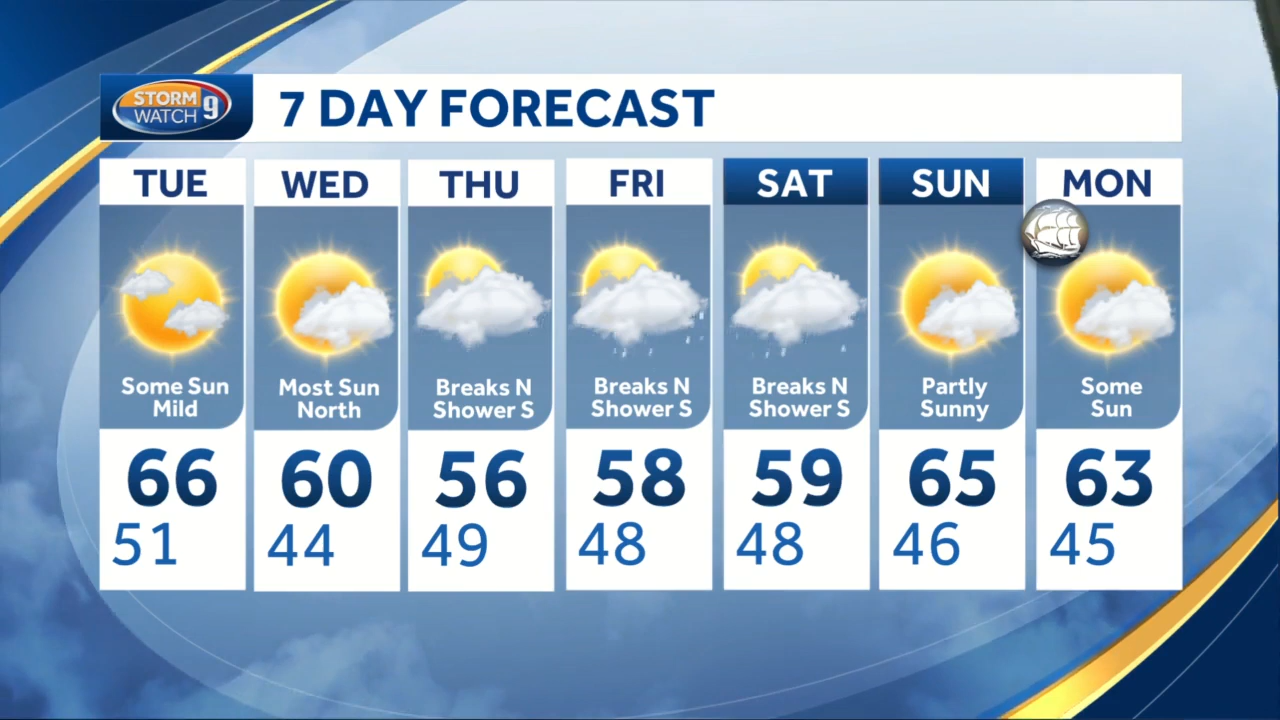 STORM
WATCH 9
7 DAY FORECAST
TUE
Some Sun
Mild
66
51
WED
Most Sun
North
60
44
THU
Breaks N
Shower S
56
49
FRI
Breaks N
Shower S
58
48
SAT
Breaks N
Shower S
59
48
SUN
Partly
Sunny
65
46
MON
Some
Sun
63
45